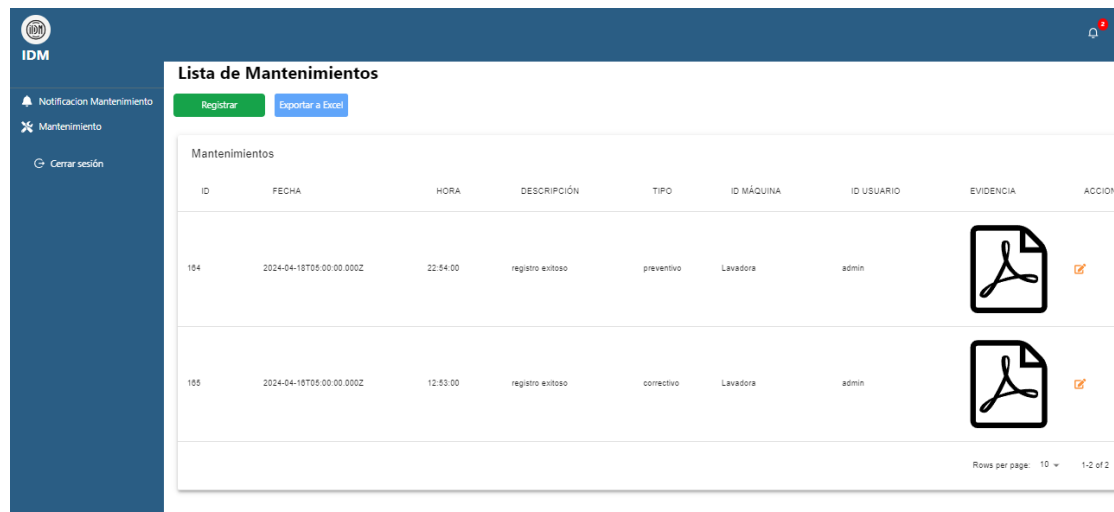 IDM
2
IDM
Notificacion Mantenimiento
Mantenimiento
Cerrar sesión
Lista de Mantenimientos
Registrar Exportar a Excel
Mantenimientos
ID FECHA HORA DESCRIPCIÓN TIPO ID MÁQUINA ID USUARIO EVIDENCIA ACCION
164 2024-04-18T05:00:00.000Z 22:54:00 registro exitoso preventivo Lavadora admin
165 2024-04-16T05:00:00.000Z 12:53:00 registro exitoso correctivo Lavadora admin
Rows per page: 10 1-2 of 2